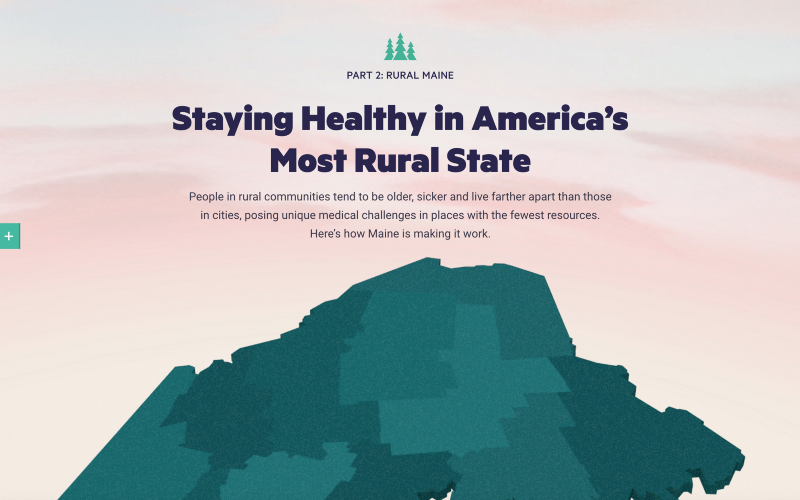 PART 2: RURAL MAINE
Staying Healthy in America’s
Most Rural State
People in rural communities tend to be older, sicker and live farther apart than those
in cities, posing unique medical challenges in places with the fewest resources.
Here’s how Maine is making it work.
+